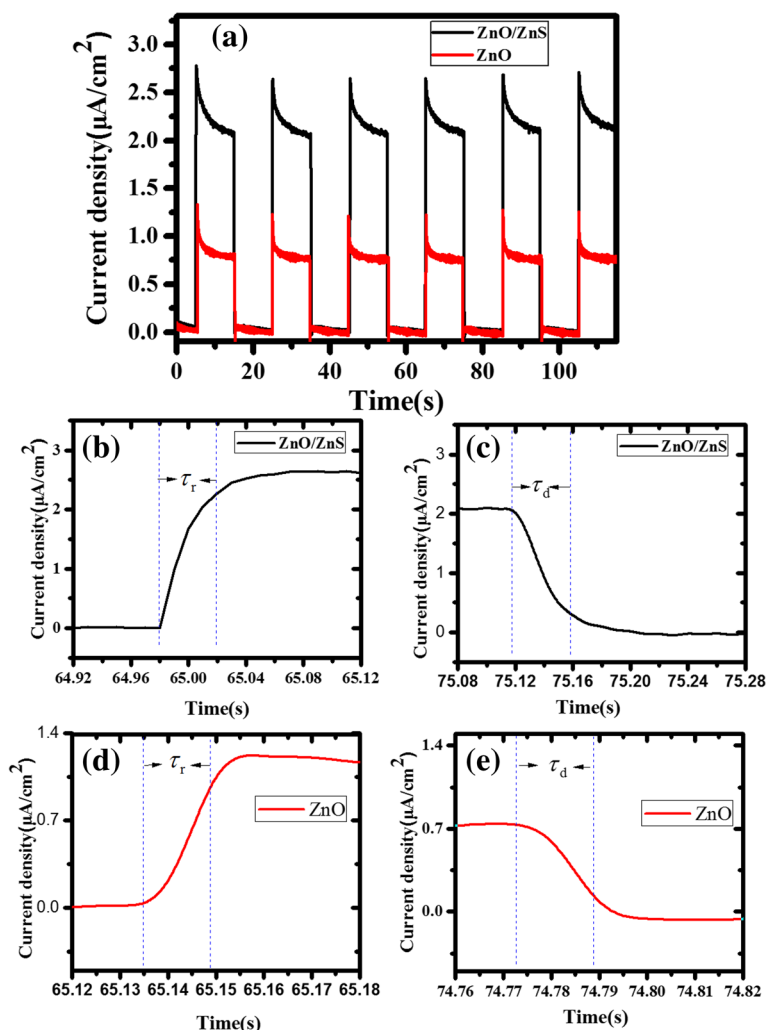 (a)
ZnO/ZnS
ZnO
Current density(μA/cm²)
3.0
2.5
2.0
1.5
1.0
0.5
0.0
0 20 40 60 80 100
Time(s)
(b)
ZnO/ZnS
τr
Current density(μA/cm²)
3
2
1
0
64.92 64.96 65.00 65.04 65.08 65.12
Time(s)
(c)
ZnO/ZnS
τd
Current density(μA/cm²)
3
2
1
0
75.08 75.12 75.16 75.20 75.24 75.28
Time(s)
(d)
τr
ZnO
Current density(μA/cm²)
1.4
0.7
0.0
65.12 65.13 65.14 65.15 65.16 65.17 65.18
Time(s)
(e)
τd
ZnO
Current density(μA/cm²)
1.4
0.7
0.0
74.76 74.77 74.78 74.79 74.80 74.81 74.82
Time(s)